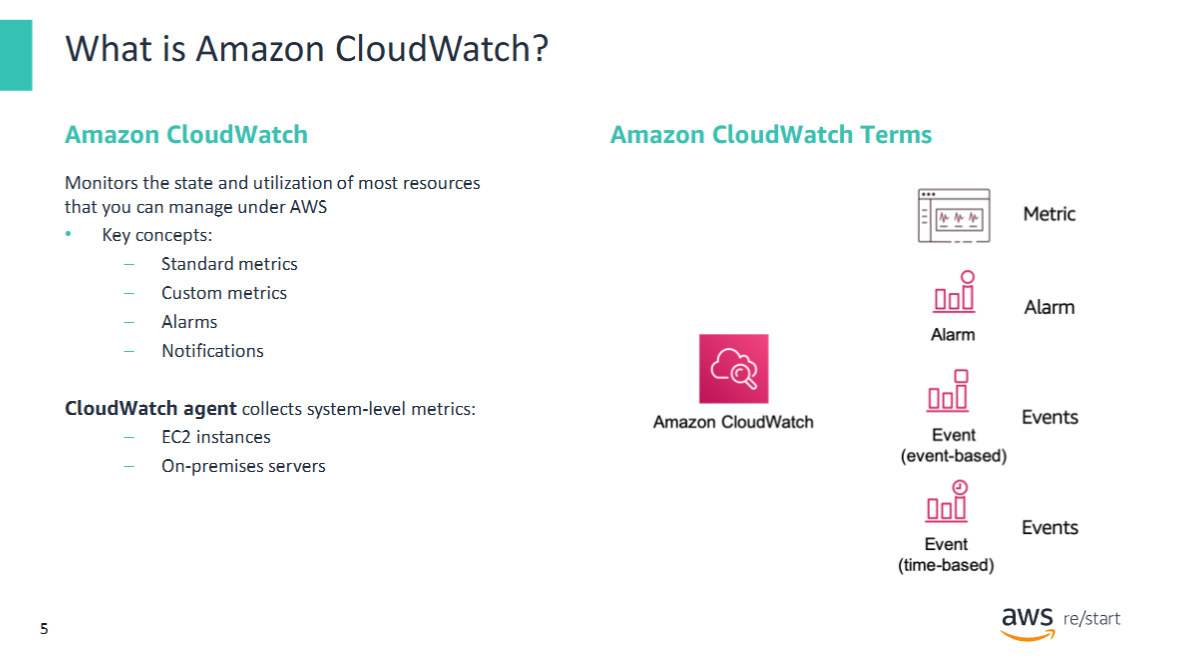 What is Amazon CloudWatch?
Amazon CloudWatch
Monitors the state and utilization of most resources
that you can manage under AWS
• Key concepts:
– Standard metrics
– Custom metrics
– Alarms
– Notifications
CloudWatch agent collects system-level metrics:
– EC2 instances
– On-premises servers
Amazon CloudWatch Terms
Amazon CloudWatch
Metric
Alarm
Alarm
Event
(event-based)
Events
Event
(time-based)
Events
5
aws re/start